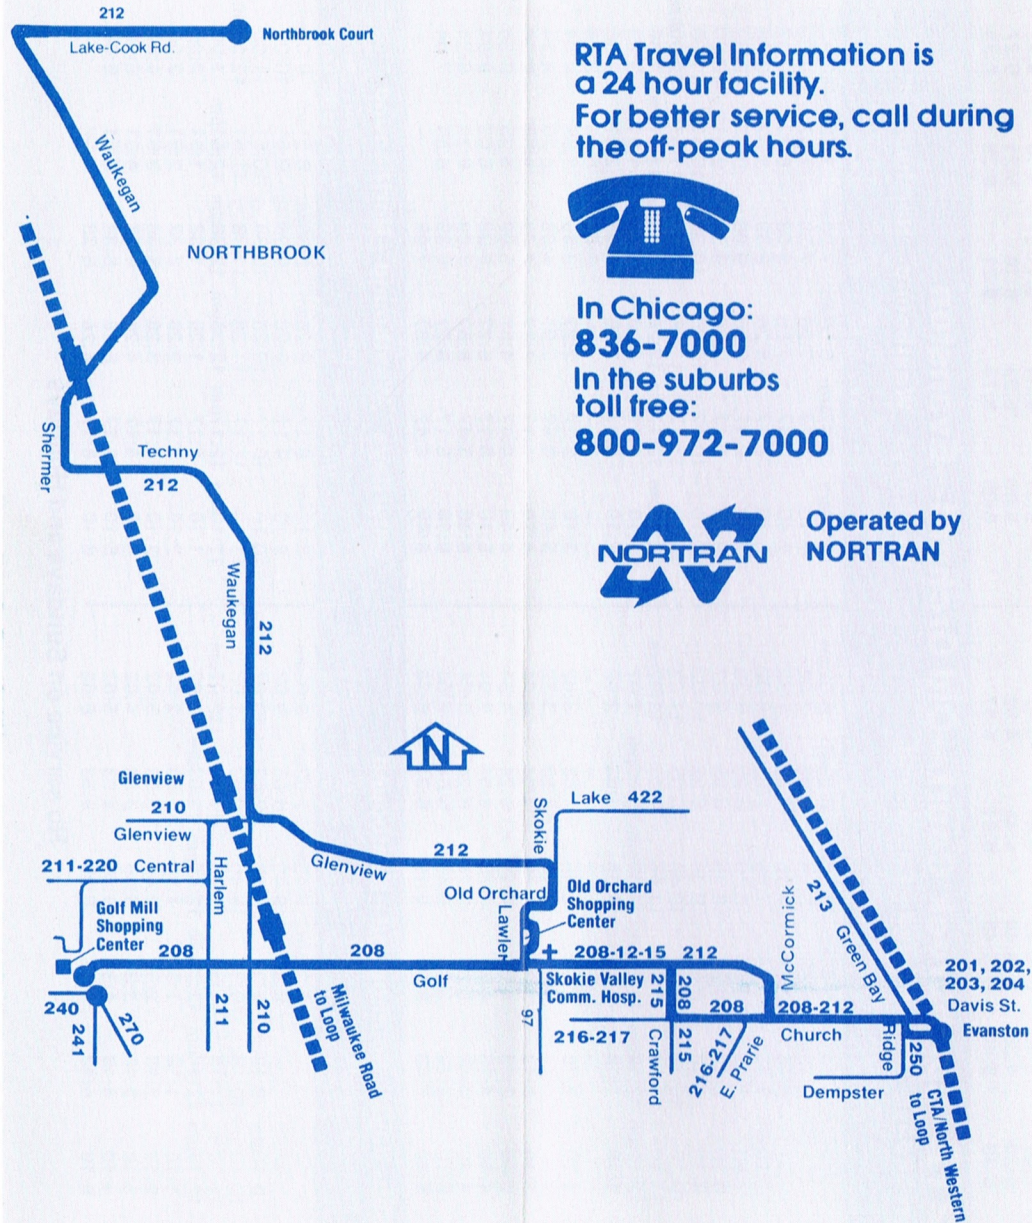 212
Lake-Cook Rd.
Northbrook Court
RTA Travel Information is
a 24 hour facility.
For better service, call during
the off-peak hours.
Waukegan
NORTHBROOK
In Chicago:
836-7000
In the suburbs
toll free:
800-972-7000
Shermer
Techny
212
NORTRAN
Operated by
NORTRAN
Waukegan
212
N
Glenview
210
Glenview
Skokie
Lake 422
212
Glenview
211-220 Central
Harlem
Old Orchard
Old Orchard
Shopping
Center
Lawler
Golf Mill
Shopping
Center
McCormick
213
Green Bay
208
208
208-12-15 212
Golf
Skokie Valley
Comm. Hosp.
215
208
208
208-212
201, 202,
203, 204
Davis St.
Evanston
240
241
270
211
210
Milwaukee Road
to Loop
97
216-217
Crawford
215
216-217
E. Prarie
Church
Ridge
250
Dempster
CTA/North Western
to Loop